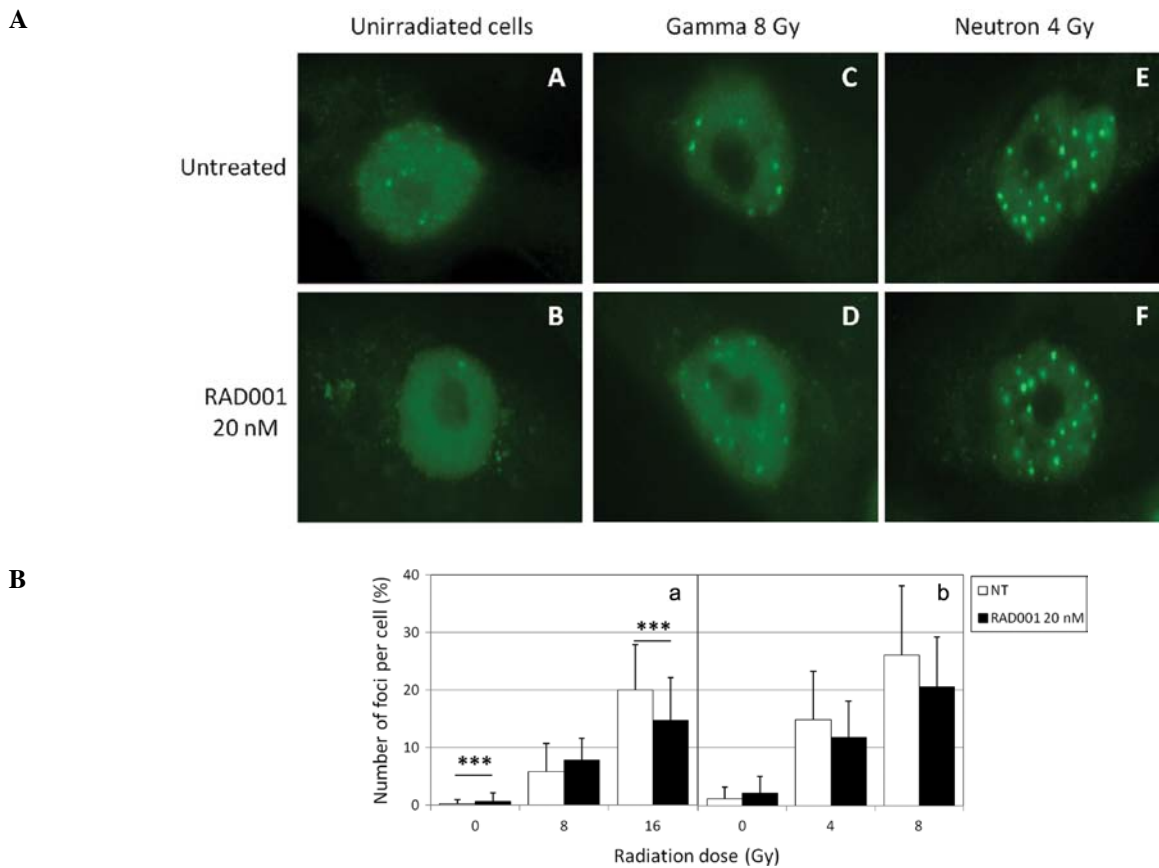 A
Unirradiated cells Gamma 8 Gy Neutron 4 Gy
Untreated
A C E
RAD001
20 nM
B D F
B
Number of foci per cell (%)
40
30
20
10
0
a
***
***
b
NT
RAD001 20 nM
0 8 16 0 4 8
Radiation dose (Gy)